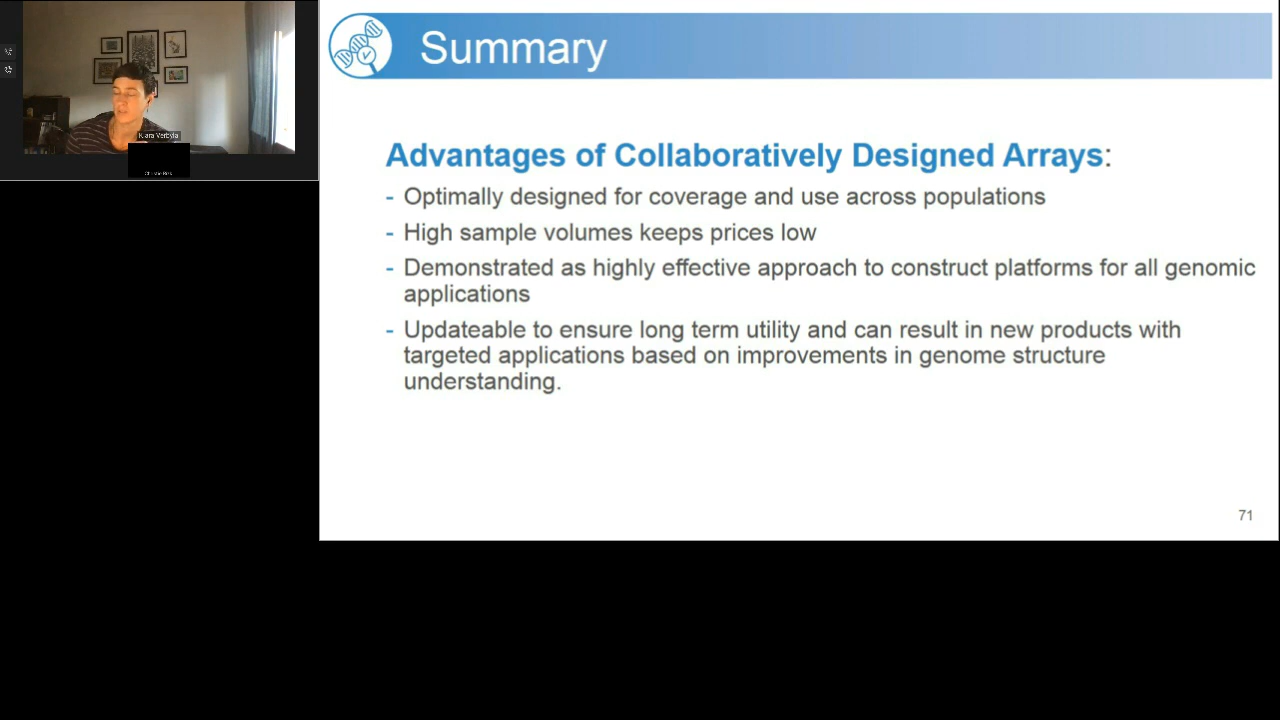 Summary
Klara Verbyla
Advantages of Collaboratively Designed Arrays:
- Optimally designed for coverage and use across populations
- High sample volumes keeps prices low
- Demonstrated as highly effective approach to construct platforms for all genomic
applications
- Updateable to ensure long term utility and can result in new products with
targeted applications based on improvements in genome structure
understanding.
71